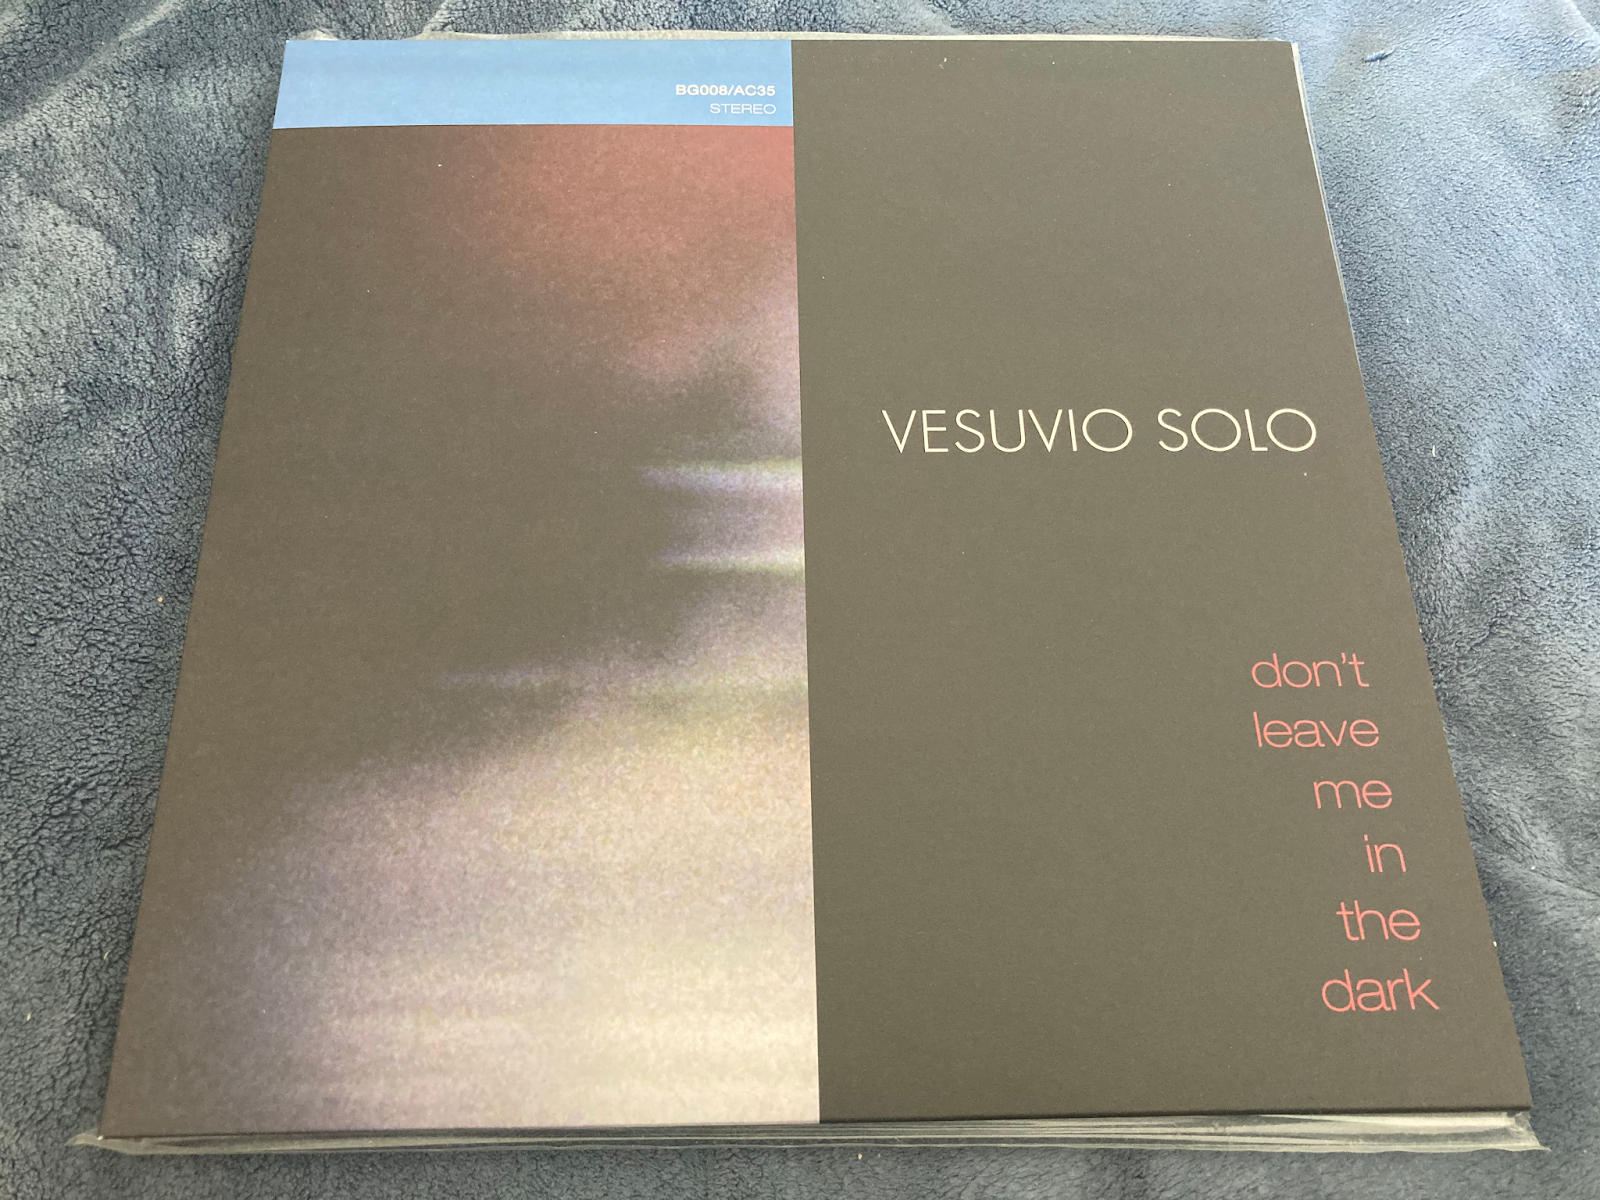 BG008/AC35
STEREO
VESUVIO SOLO
don't
leave
me
in
the
dark